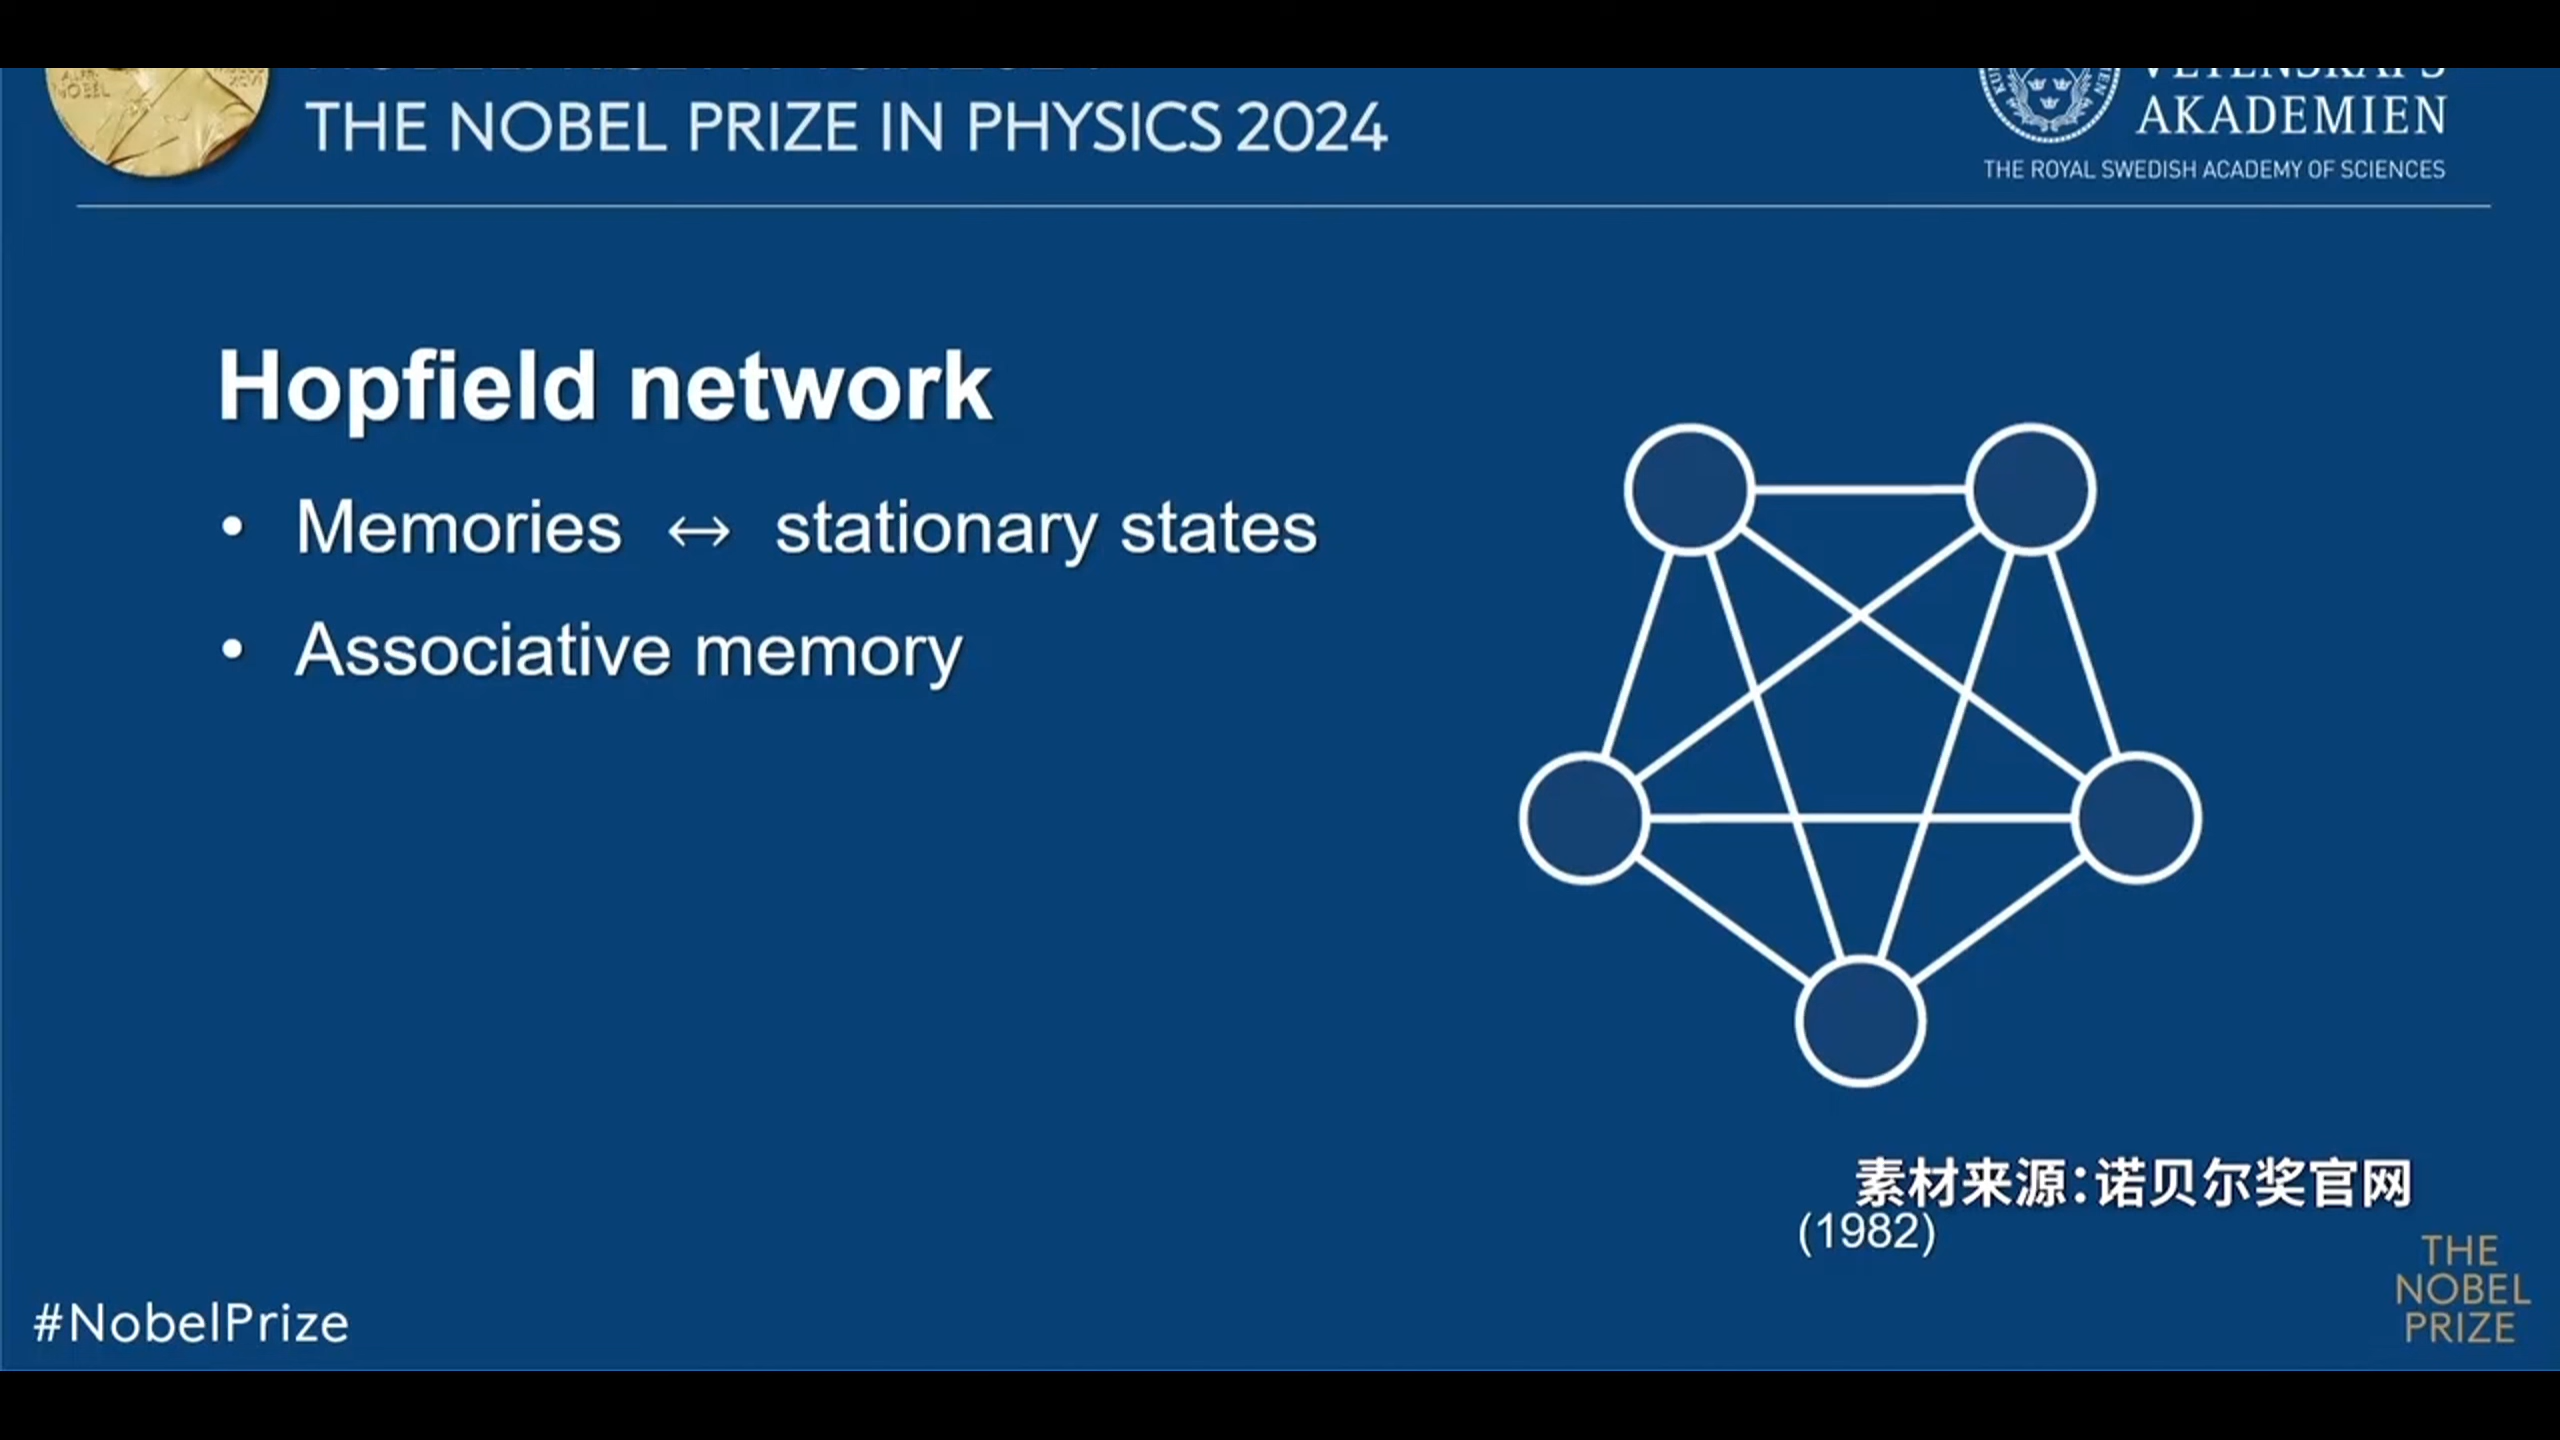 THE NOBEL PRIZE IN PHYSICS 2024
AKADEMIEN
THE ROYAL SWEDISH ACADEMY OF SCIENCES
Hopfield network
• Memories ↔ stationary states
• Associative memory
素材来源:诺贝尔奖官网
(1982)
#NobelPrize
THE
NOBEL
PRIZE